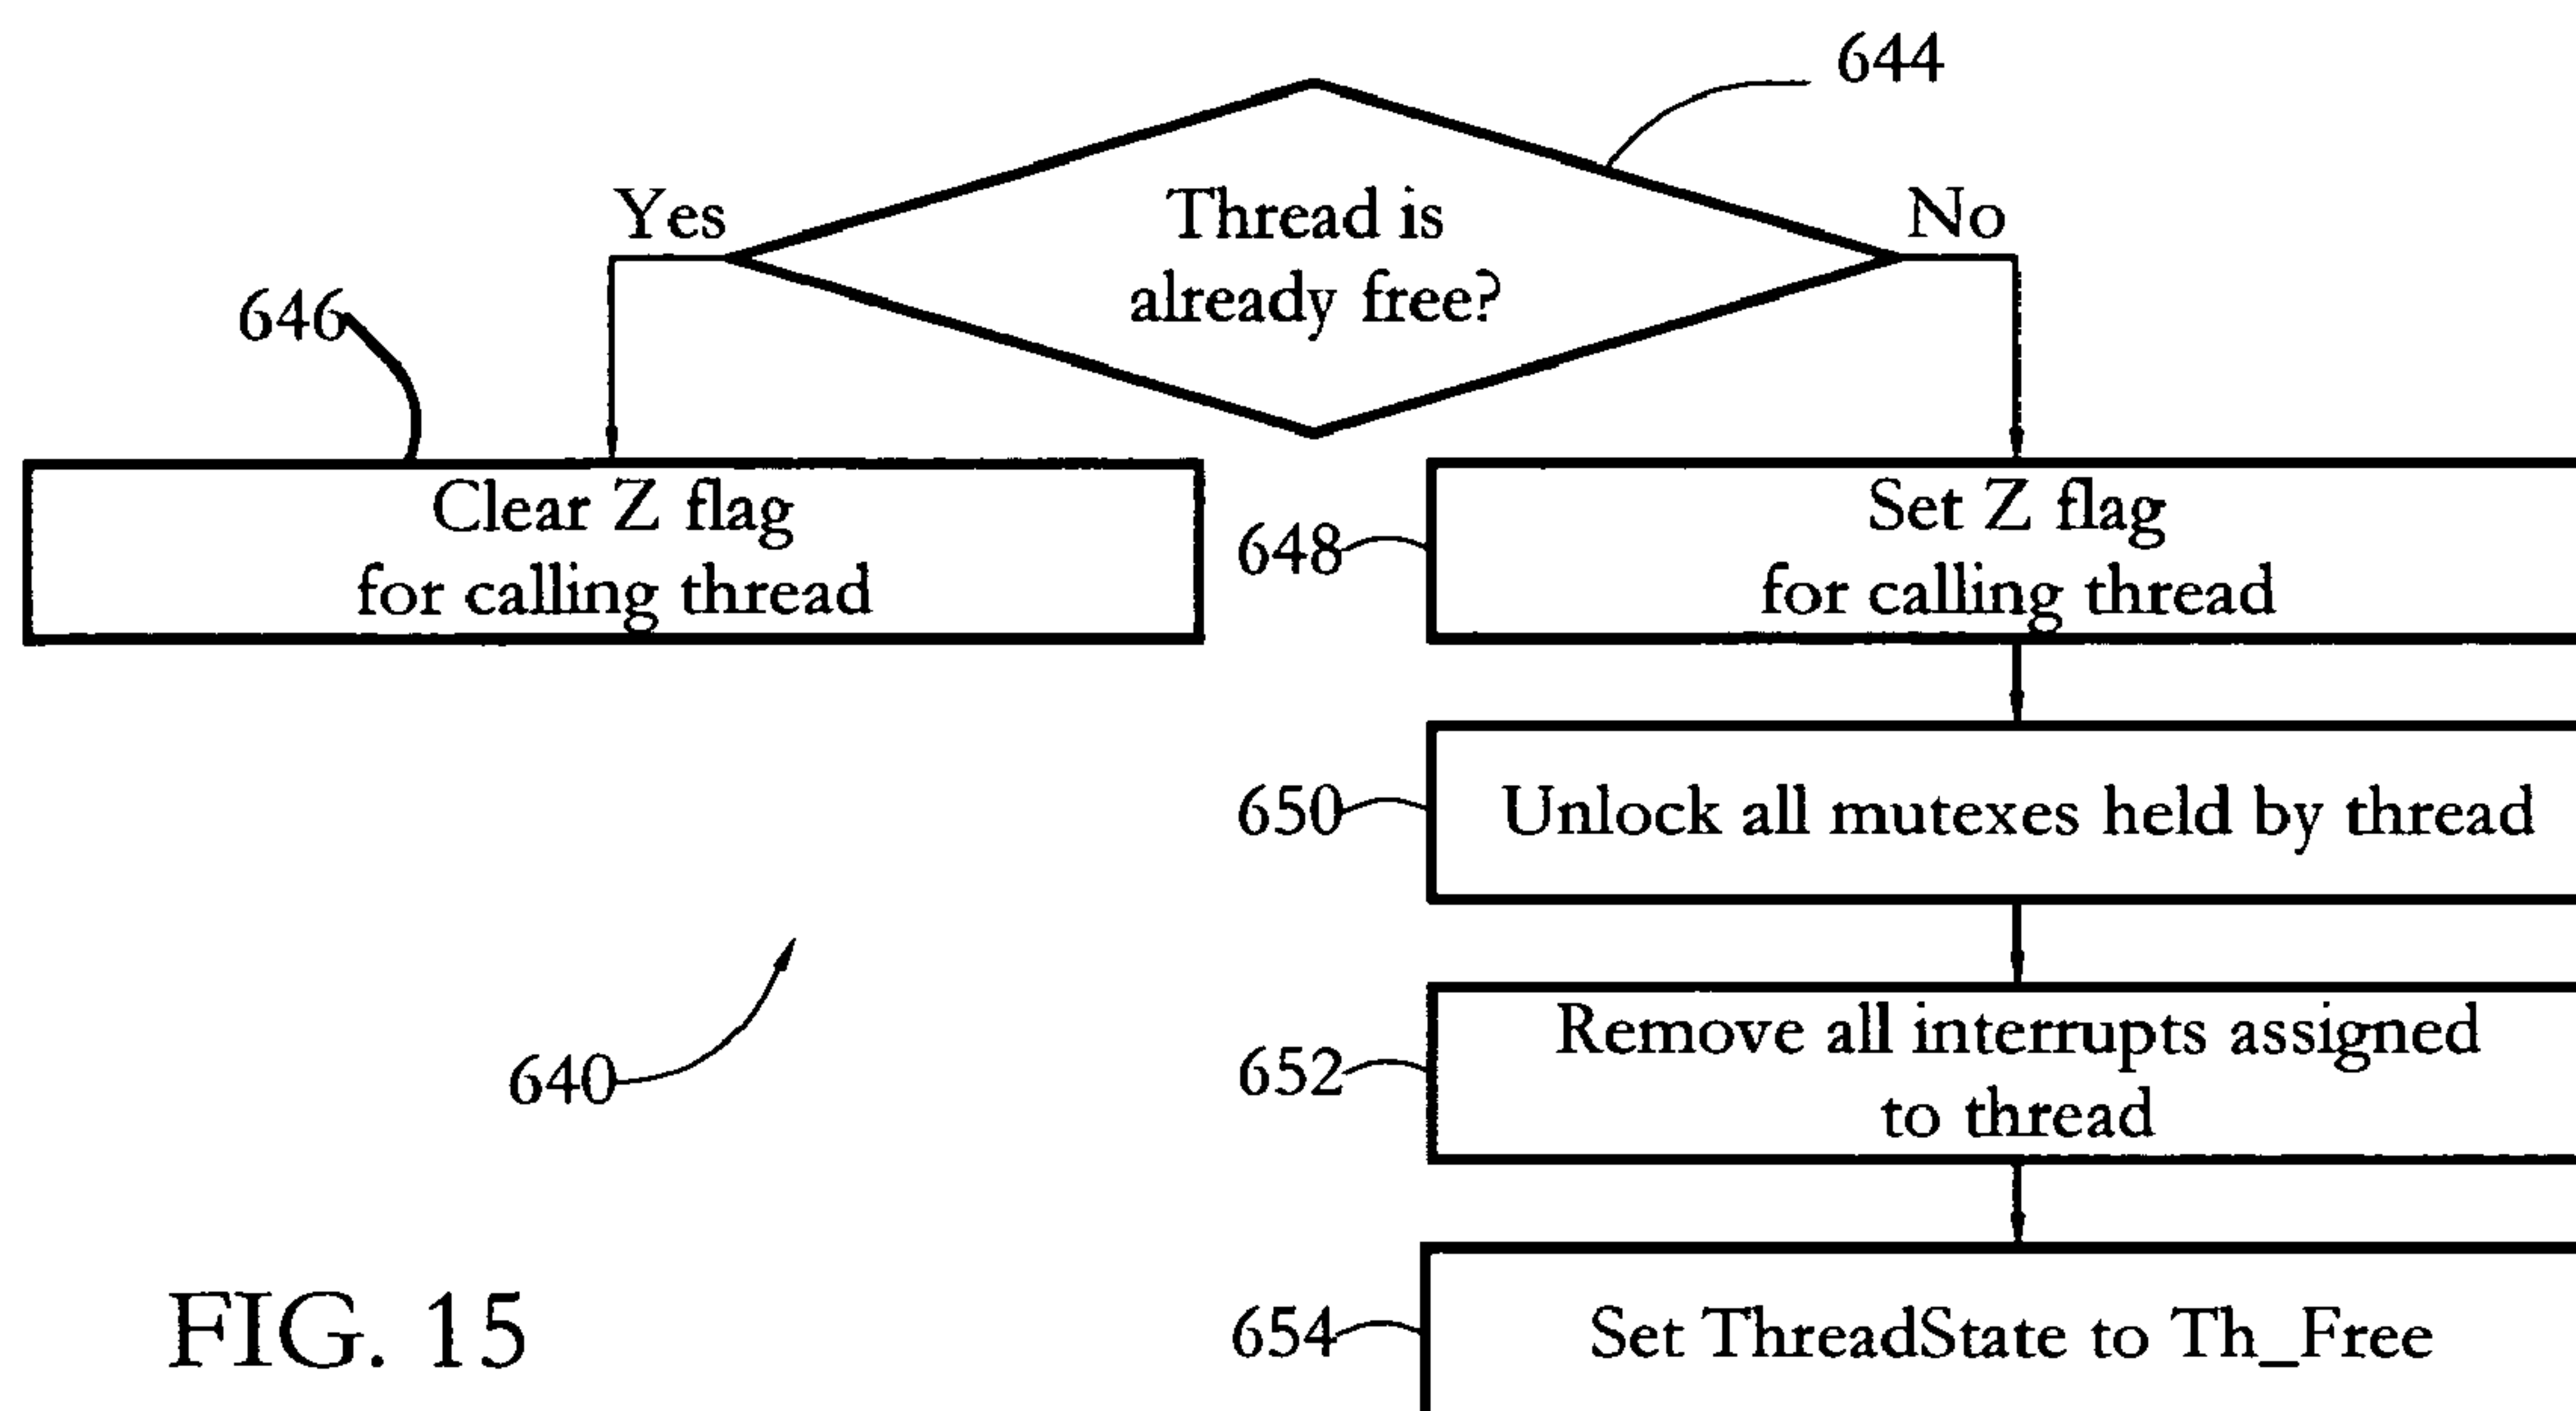 644
Yes
Thread is
already free?
No
646
Clear Z flag
for calling thread
648
Set Z flag
for calling thread
650
Unlock all mutexes held by thread
652
Remove all interrupts assigned
to thread
640
654
Set ThreadState to Th_Free
FIG. 15